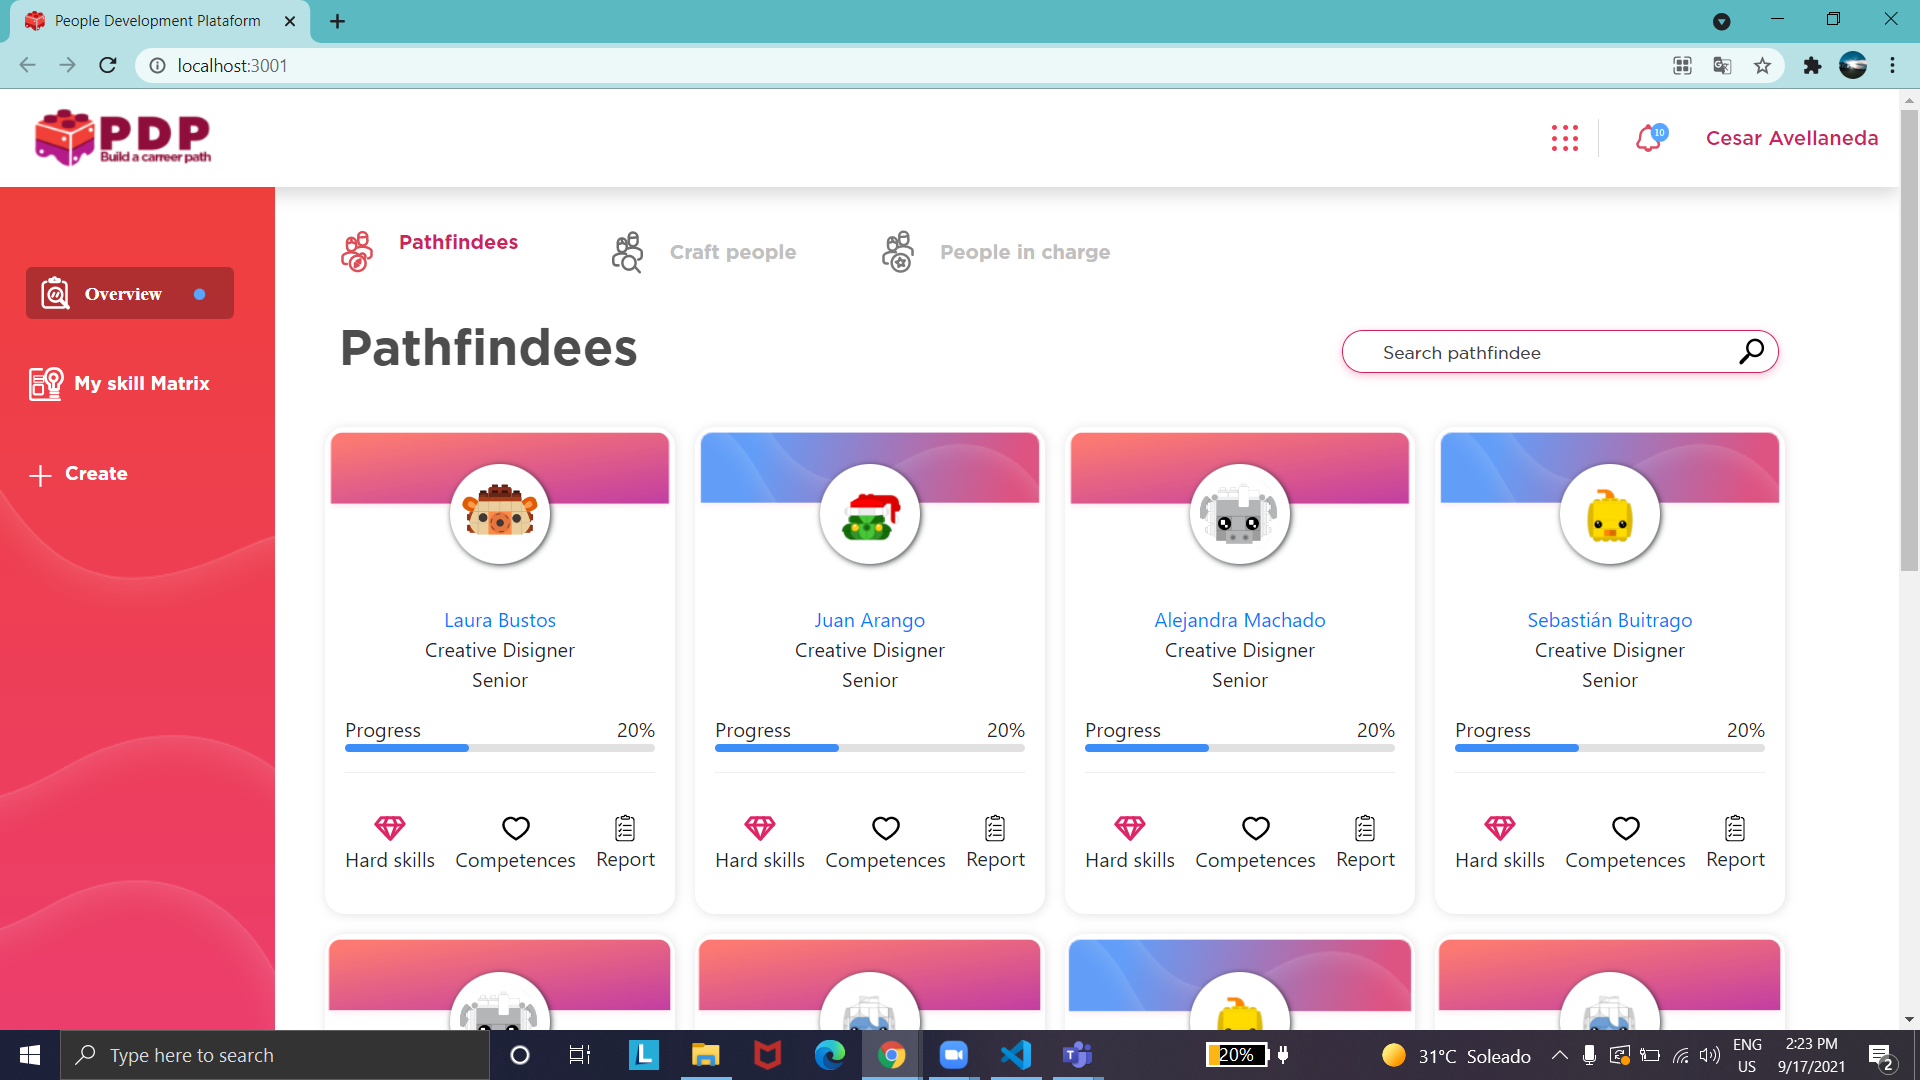 People Development Plataform
localhost:3001
PDP
Build a carreer path
10
Cesar Avellaneda
Overview
My skill Matrix
Create
Pathfindees
Craft people
People in charge
Pathfindees
Search pathfindee
Laura Bustos
Creative Disigner
Senior
Progress 20%
Hard skills Competences Report
Juan Arango
Creative Disigner
Senior
Progress 20%
Hard skills Competences Report
Alejandra Machado
Creative Disigner
Senior
Progress 20%
Hard skills Competences Report
Sebastián Buitrago
Creative Disigner
Senior
Progress 20%
Hard skills Competences Report
Type here to search
L
T
20%
31°C Soleado
ENG
US
2:23 PM
9/17/2021
2